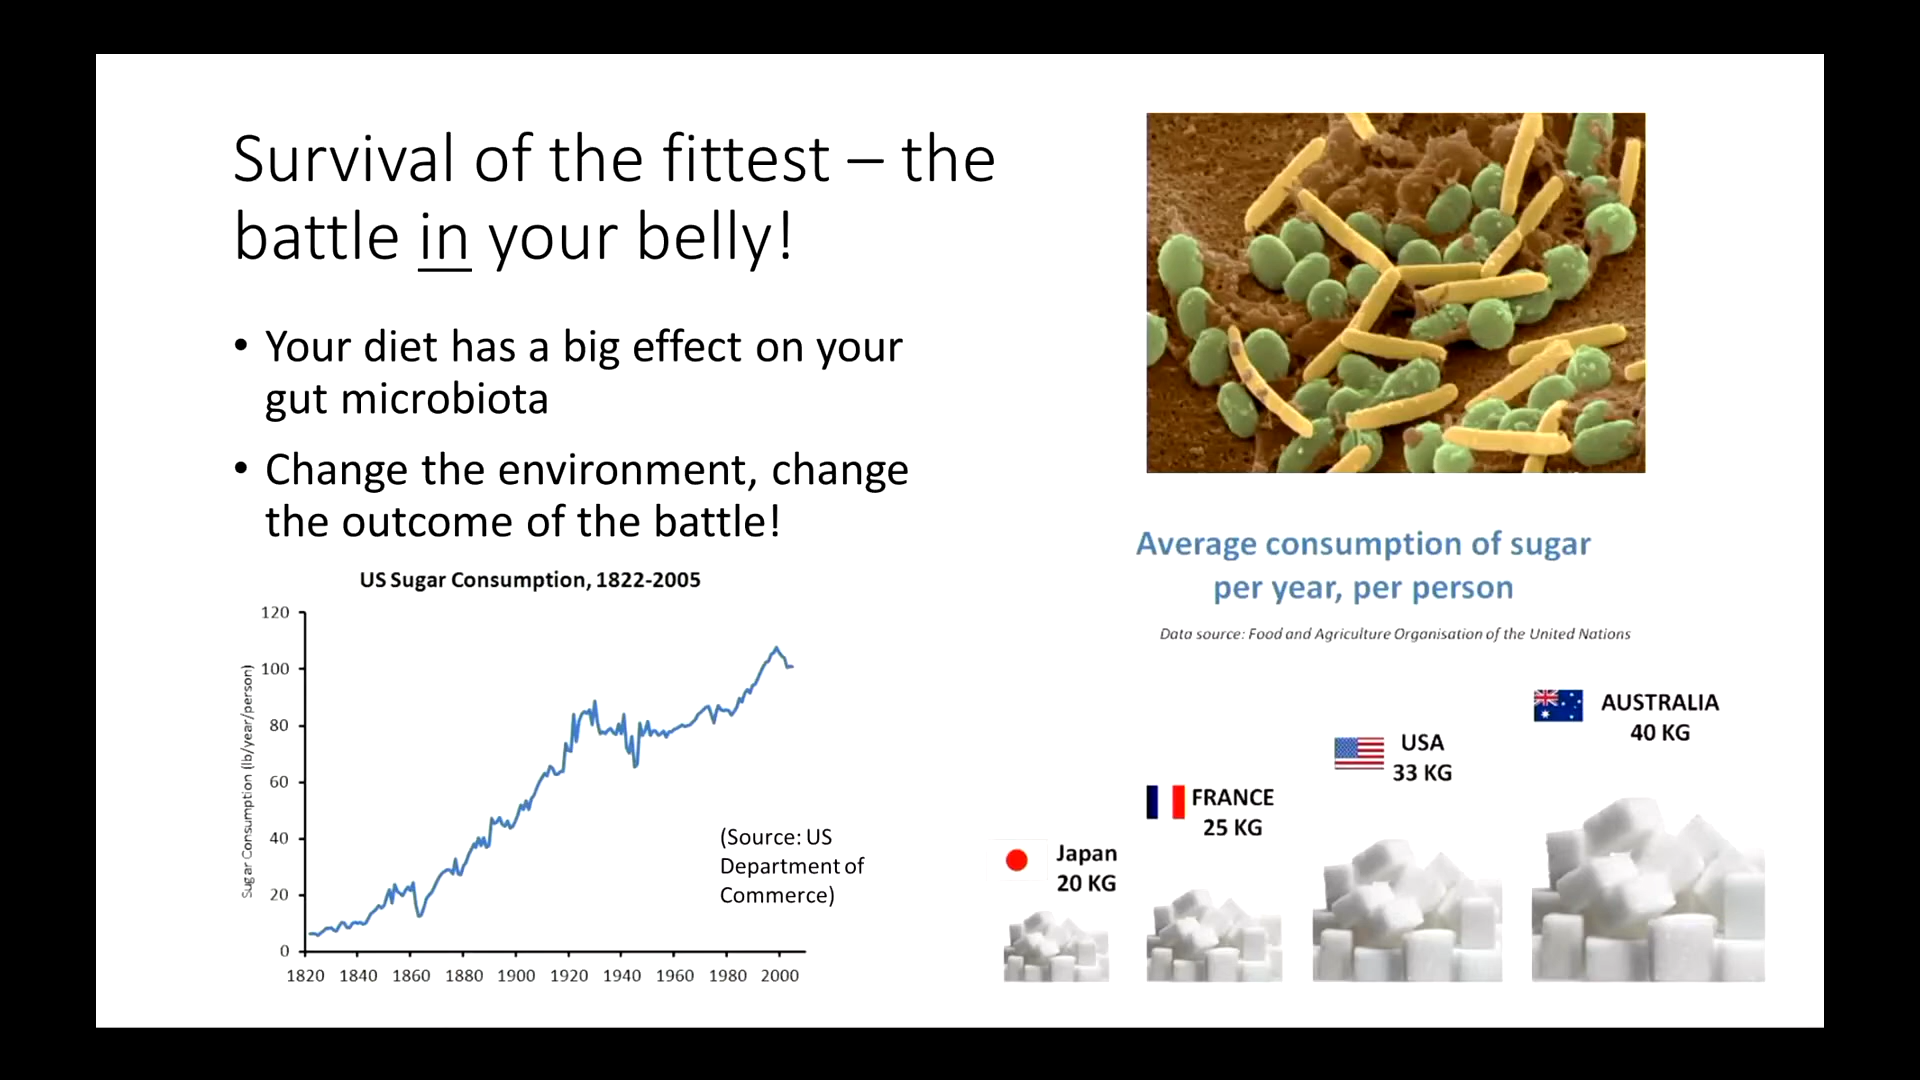 Survival of the fittest – the
battle in your belly!
• Your diet has a big effect on your
gut microbiota
• Change the environment, change
the outcome of the battle!
US Sugar Consumption, 1822-2005
Sugar Consumption (lb/year/person)
120
100
80
60
40
20
0
1820 1840 1860 1880 1900 1920 1940 1960 1980 2000
(Source: US
Department of
Commerce)
Average consumption of sugar
per year, per person
Data source: Food and Agriculture Organisation of the United Nations
Japan
20 KG
FRANCE
25 KG
USA
33 KG
AUSTRALIA
40 KG